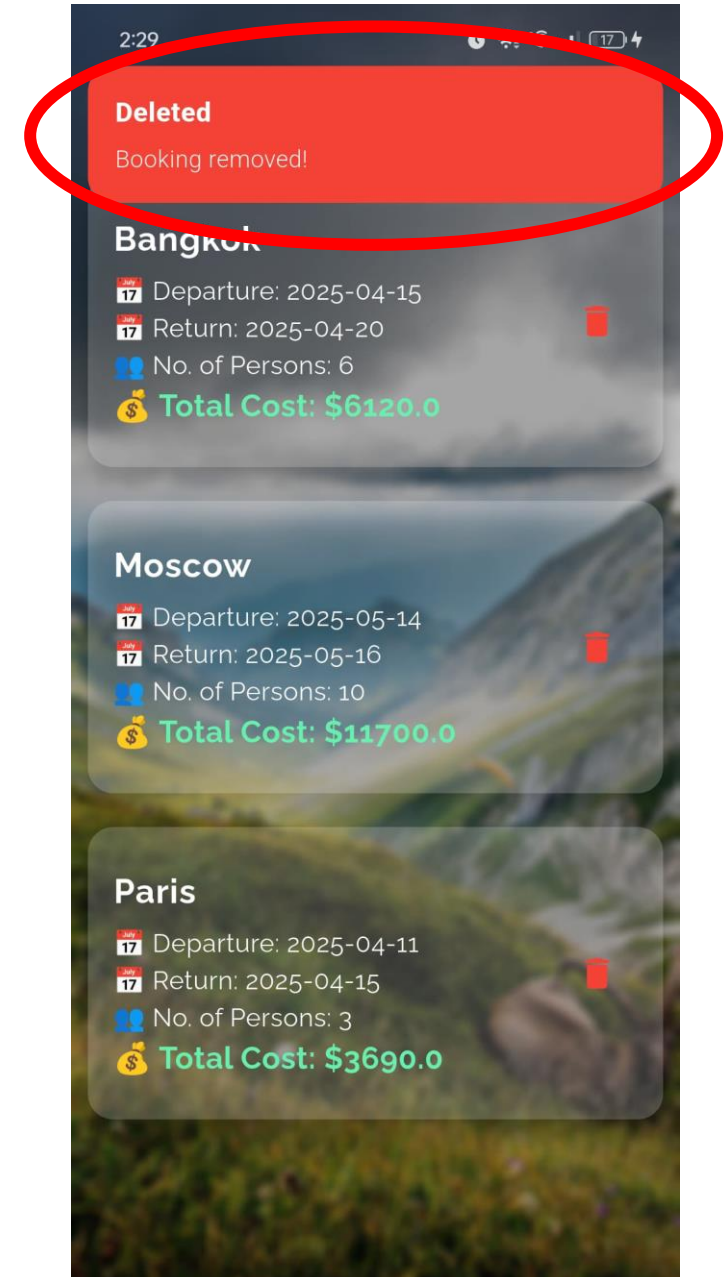 2:29
17
Deleted
Booking removed!
Bangkok
Departure: 2025-04-15
Return: 2025-04-20
No. of Persons: 6
Total Cost: $6120.0
Moscow
Departure: 2025-05-14
Return: 2025-05-16
No. of Persons: 10
Total Cost: $11700.0
Paris
Departure: 2025-04-11
Return: 2025-04-15
No. of Persons: 3
Total Cost: $3690.0